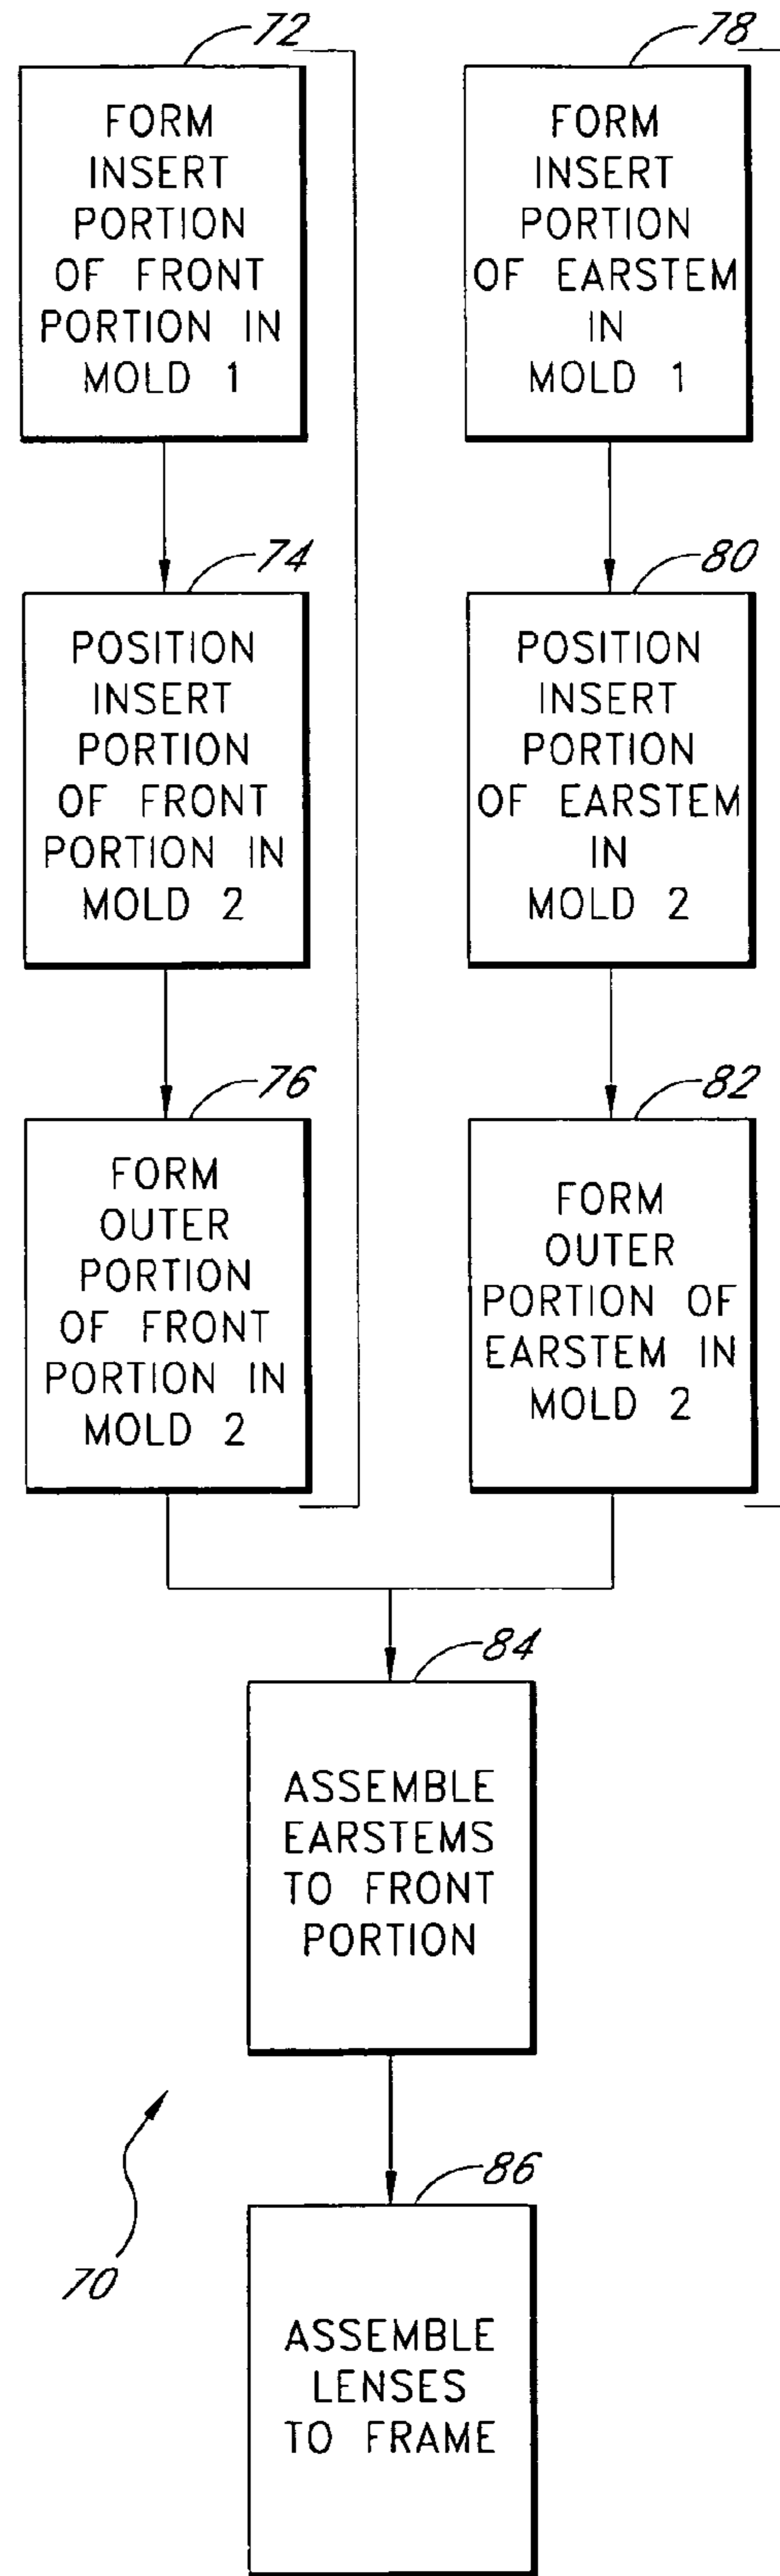 72
FORM
INSERT
PORTION
OF FRONT
PORTION IN
MOLD 1
74
POSITION
INSERT
PORTION
OF FRONT
PORTION IN
MOLD 2
76
FORM
OUTER
PORTION
OF FRONT
PORTION IN
MOLD 2
78
FORM
INSERT
PORTION
OF EARSTEM
IN
MOLD 1
80
POSITION
INSERT
PORTION
OF EARSTEM
IN
MOLD 2
82
FORM
OUTER
PORTION OF
EARSTEM IN
MOLD 2
84
ASSEMBLE
EARSTEMS
TO FRONT
PORTION
86
ASSEMBLE
LENSES
TO FRAME
70